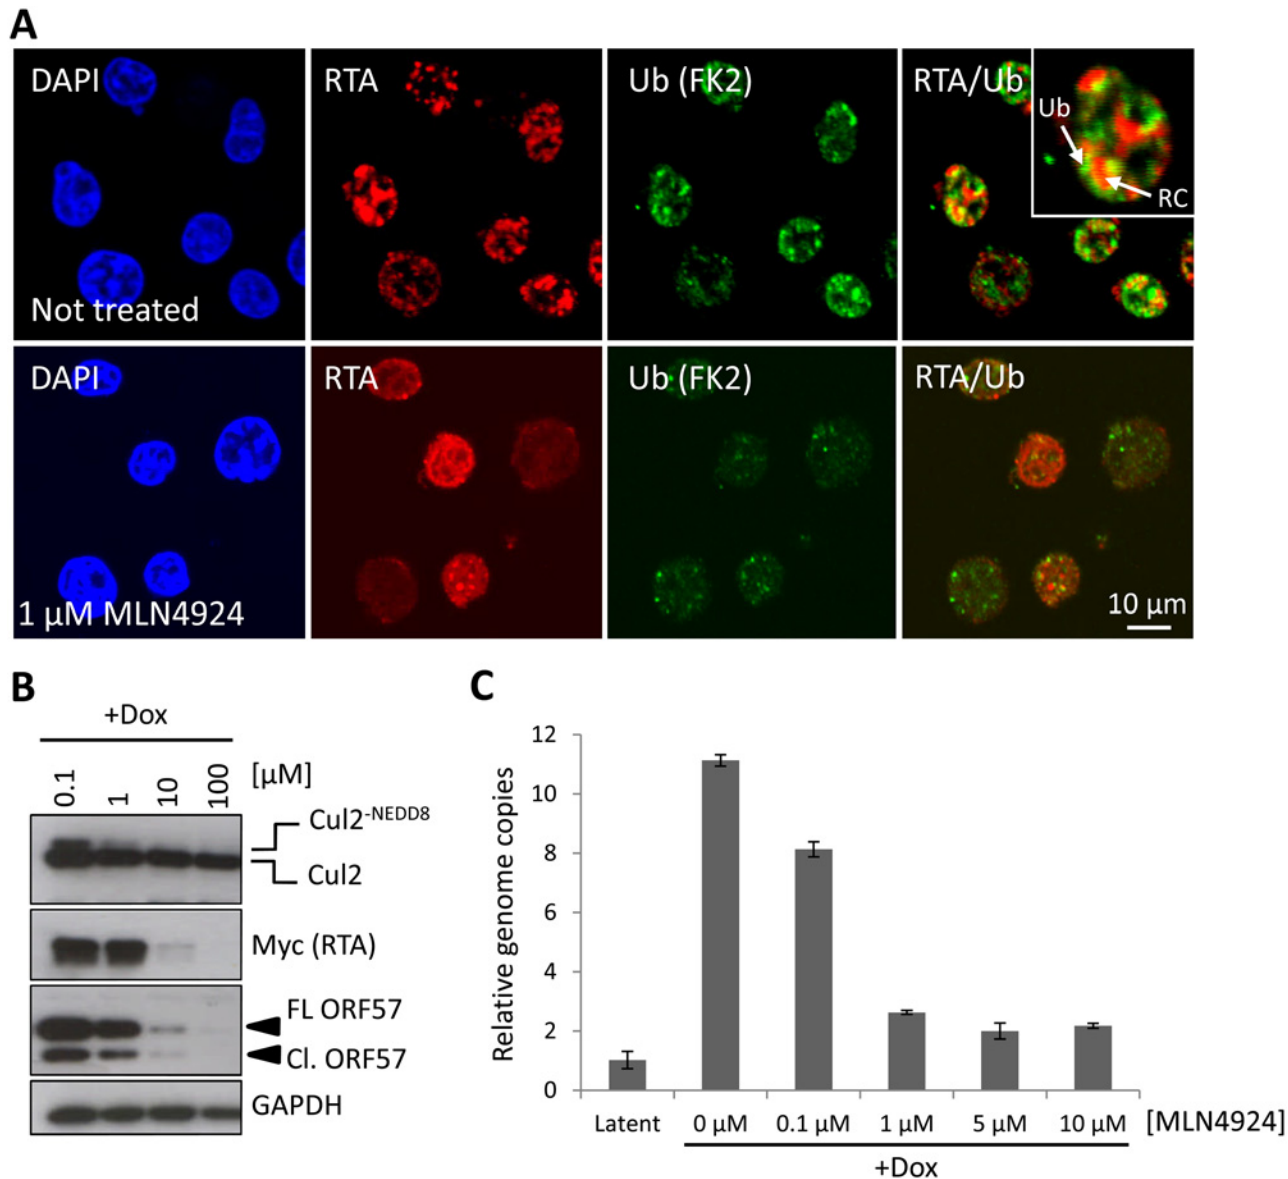 A
DAPI
RTA
Ub (FK2)
RTA/Ub
Ub
RC
Not treated
DAPI
RTA
Ub (FK2)
RTA/Ub
1 µM MLN4924
10 µm
B
+Dox
0.1 1 10 100 [µM]
Cul2-NEDD8
Cul2
Myc (RTA)
FL ORF57
Cl. ORF57
GAPDH
C
Relative genome copies
12
10
8
6
4
2
0
Latent 0 µM 0.1 µM 1 µM 5 µM 10 µM [MLN4924]
+Dox